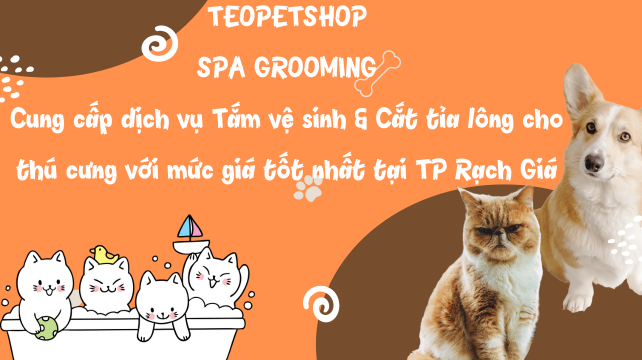 TEOPETSHOP
SPA GROOMING
Cung cấp dịch vụ Tắm vệ sinh & Cắt tỉa lông cho
thú cưng với mức giá tốt nhất tại TP Rạch Giá